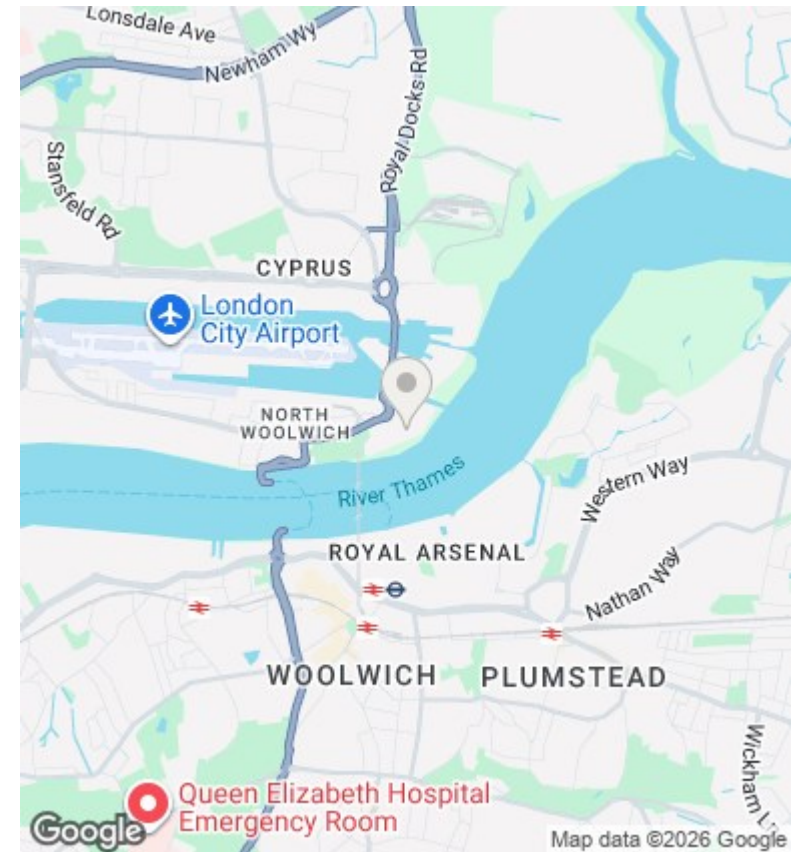 Lonsdale Ave
Newham Wy
Royal Docks Rd
Stansfeld Rd
CYPRUS
London
City Airport
NORTH
WOOLWICH
River Thames
Western Way
ROYAL ARSENAL
Nathan Way
WOOLWICH
PLUMSTEAD
Wickham L
Queen Elizabeth Hospital
Emergency Room
Google
Map data ©2026 Google